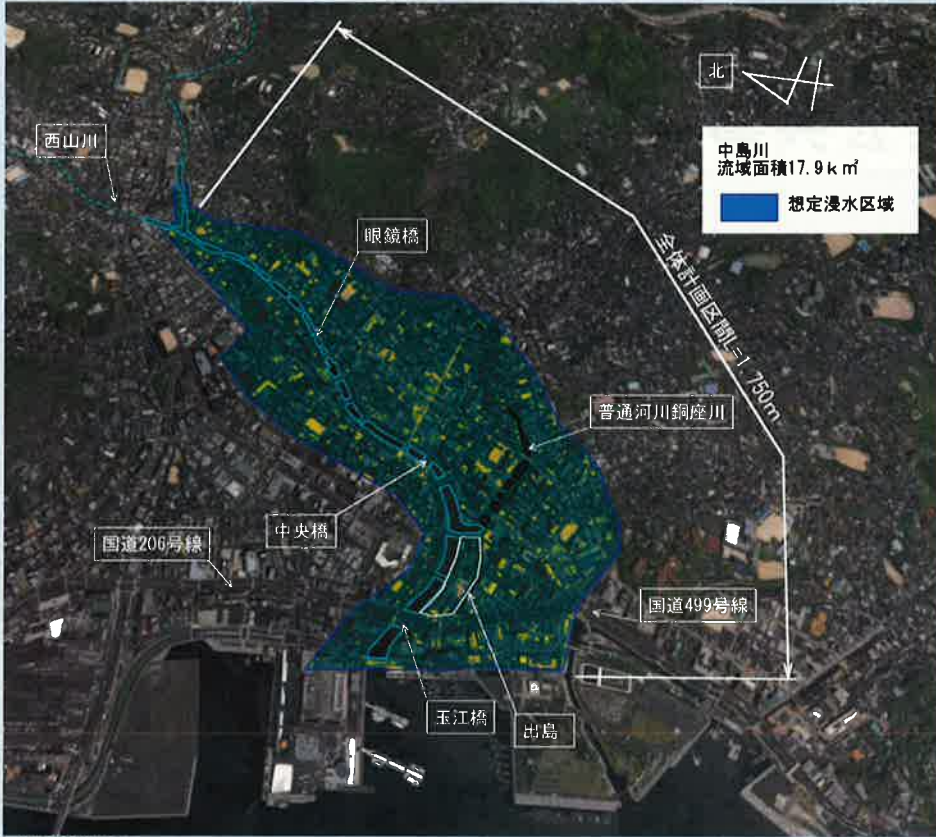 北
西山川
中島川
流域面積17.9km²
想定浸水区域
眼鏡橋
全体計画区間L=1,750m
普通河川銅座川
中央橋
国道206号線
国道499号線
玉江橋
出島